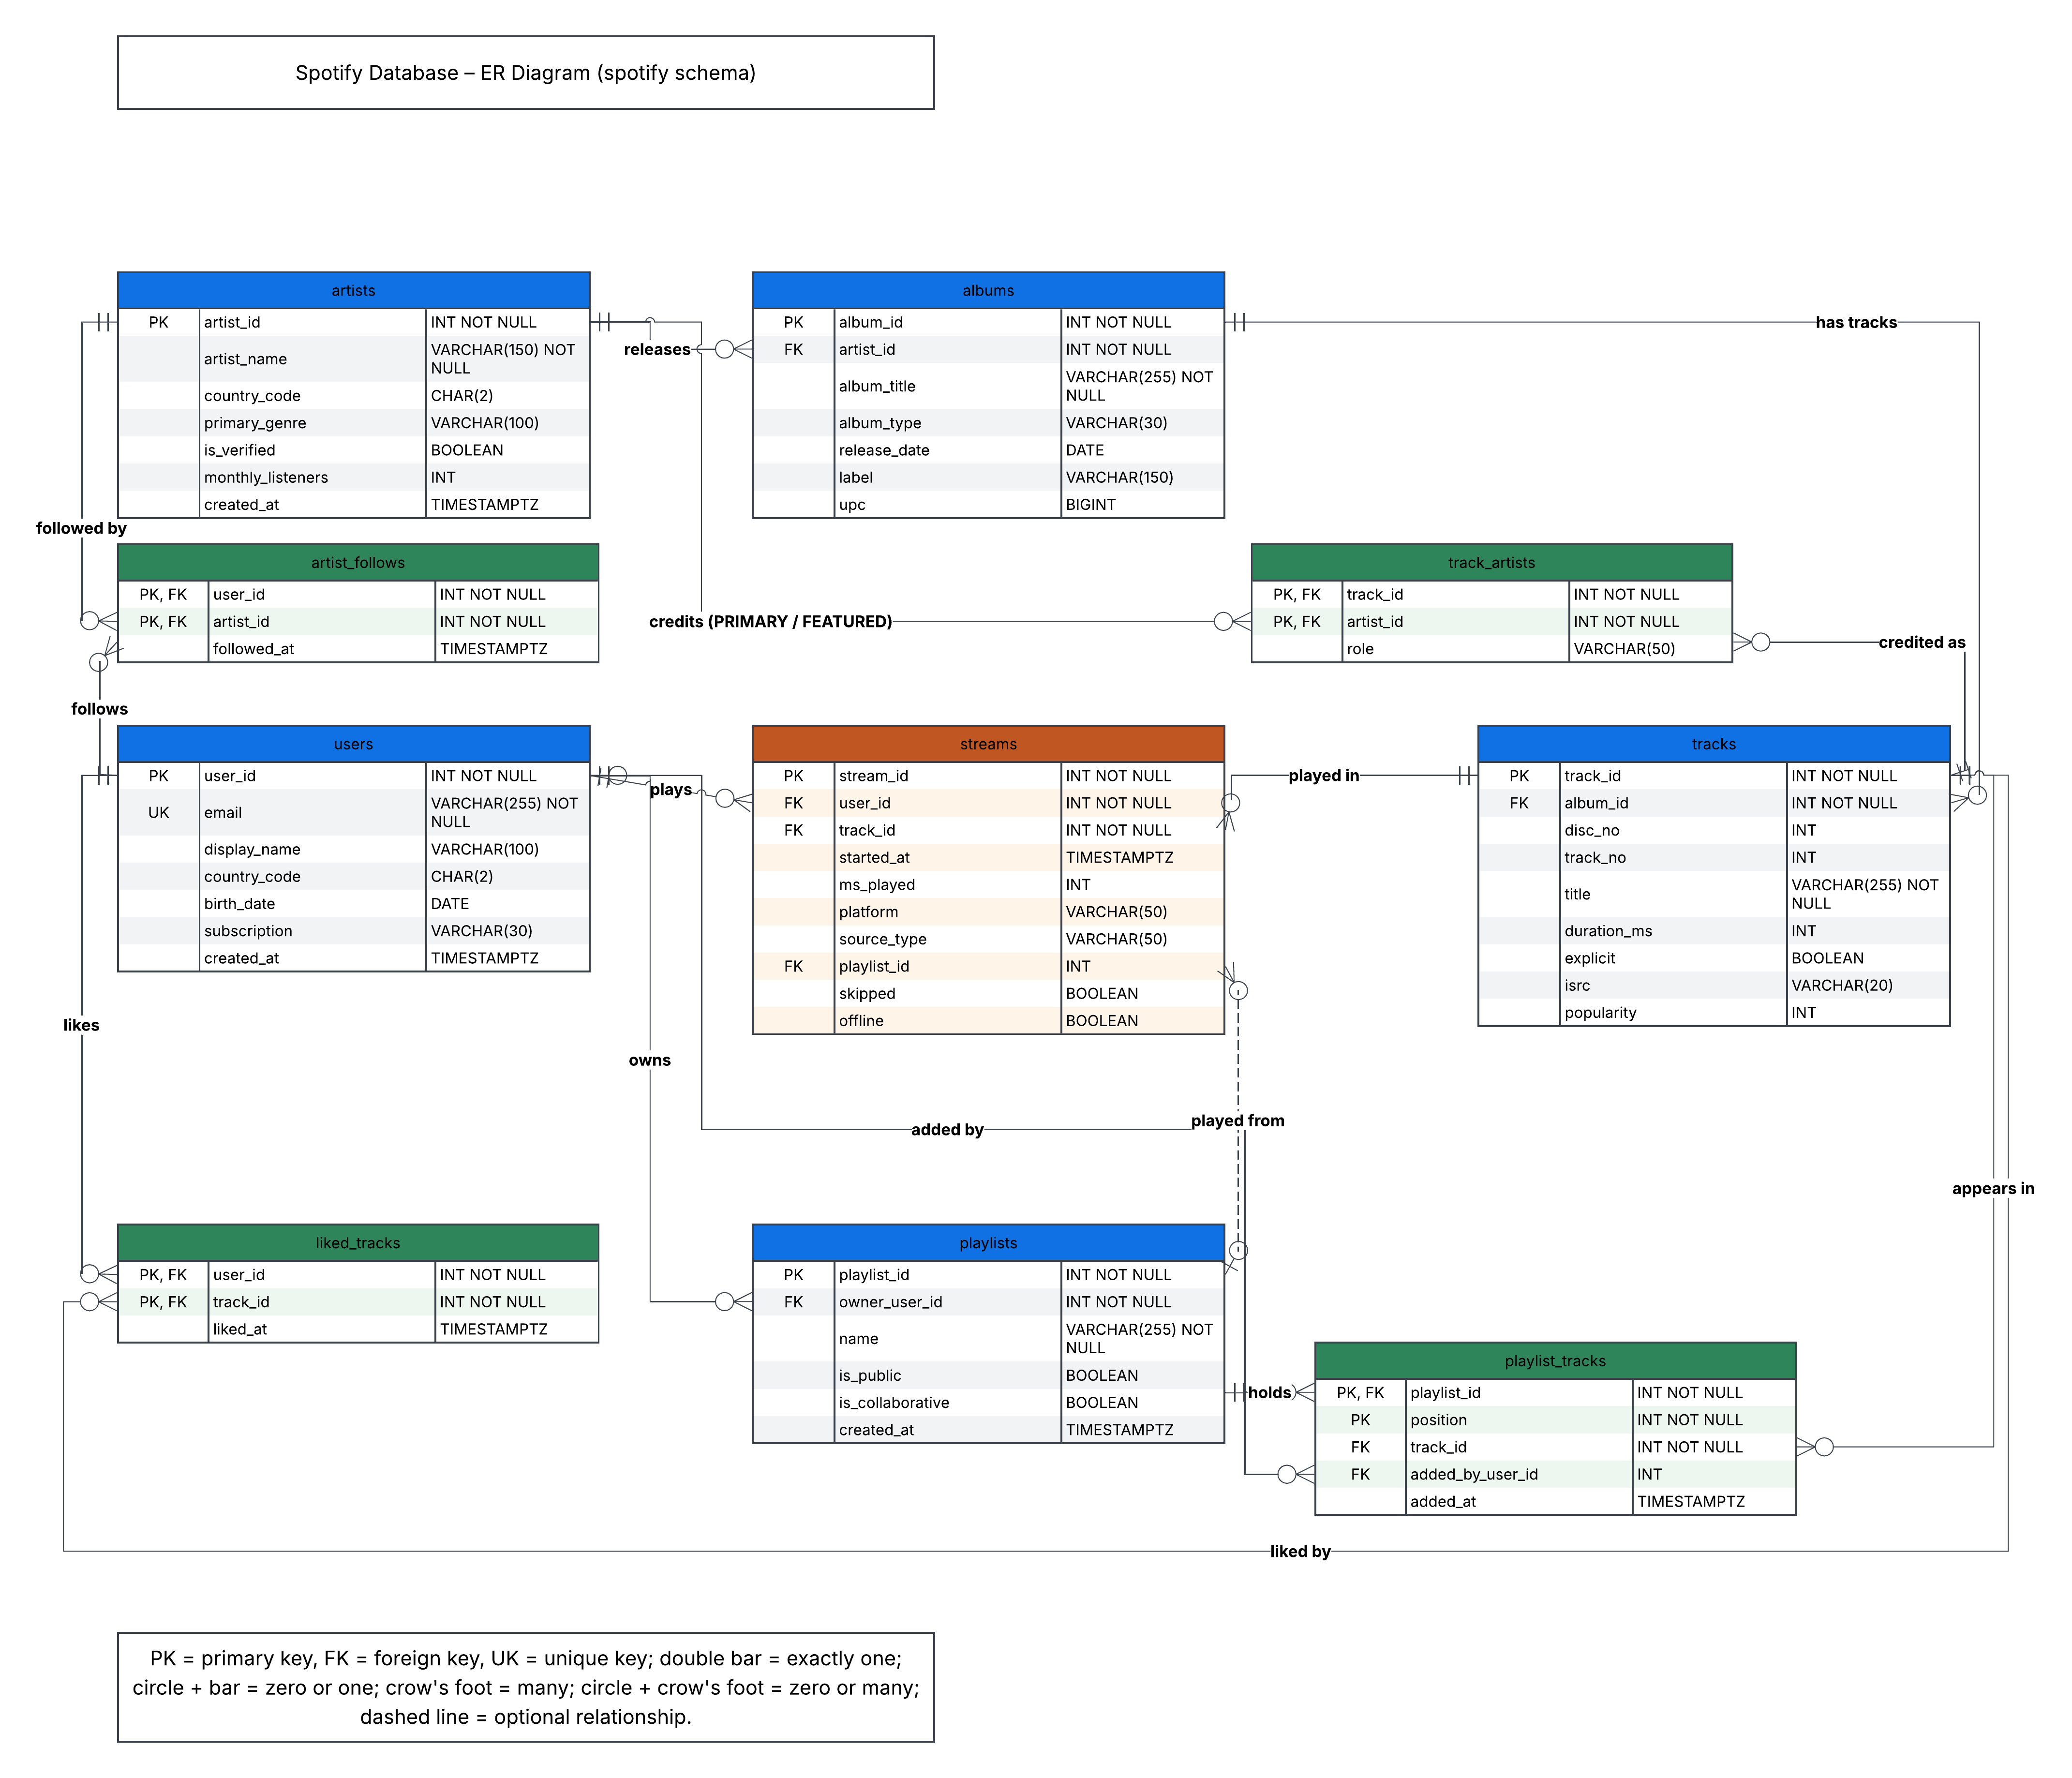 Spotify Database – ER Diagram (spotify schema)
artists
PK artist_id INT NOT NULL
artist_name VARCHAR(150) NOT
NULL
country_code CHAR(2)
primary_genre VARCHAR(100)
is_verified BOOLEAN
monthly_listeners INT
created_at TIMESTAMPTZ
releases
albums
PK album_id INT NOT NULL
FK artist_id INT NOT NULL
album_title VARCHAR(255) NOT
NULL
album_type VARCHAR(30)
release_date DATE
label VARCHAR(150)
upc BIGINT
has tracks
followed by
artist_follows
PK, FK user_id INT NOT NULL
PK, FK artist_id INT NOT NULL
followed_at TIMESTAMPTZ
credits (PRIMARY / FEATURED)
track_artists
PK, FK track_id INT NOT NULL
PK, FK artist_id INT NOT NULL
role VARCHAR(50)
credited as
follows
users
PK user_id INT NOT NULL
UK email VARCHAR(255) NOT
NULL
display_name VARCHAR(100)
country_code CHAR(2)
birth_date DATE
subscription VARCHAR(30)
created_at TIMESTAMPTZ
plays
streams
PK stream_id INT NOT NULL
FK user_id INT NOT NULL
FK track_id INT NOT NULL
started_at TIMESTAMPTZ
ms_played INT
platform VARCHAR(50)
source_type VARCHAR(50)
FK playlist_id INT
skipped BOOLEAN
offline BOOLEAN
played in
tracks
PK track_id INT NOT NULL
FK album_id INT NOT NULL
disc_no INT
track_no INT
title VARCHAR(255) NOT
NULL
duration_ms INT
explicit BOOLEAN
isrc VARCHAR(20)
popularity INT
likes
owns
added by
played from
appears in
liked_tracks
PK, FK user_id INT NOT NULL
PK, FK track_id INT NOT NULL
liked_at TIMESTAMPTZ
playlists
PK playlist_id INT NOT NULL
FK owner_user_id INT NOT NULL
name VARCHAR(255) NOT
NULL
is_public BOOLEAN
is_collaborative BOOLEAN
created_at TIMESTAMPTZ
holds
playlist_tracks
PK, FK playlist_id INT NOT NULL
PK position INT NOT NULL
FK track_id INT NOT NULL
FK added_by_user_id INT
added_at TIMESTAMPTZ
liked by
PK = primary key, FK = foreign key, UK = unique key; double bar = exactly one;
circle + bar = zero or one; crow's foot = many; circle + crow's foot = zero or many;
dashed line = optional relationship.